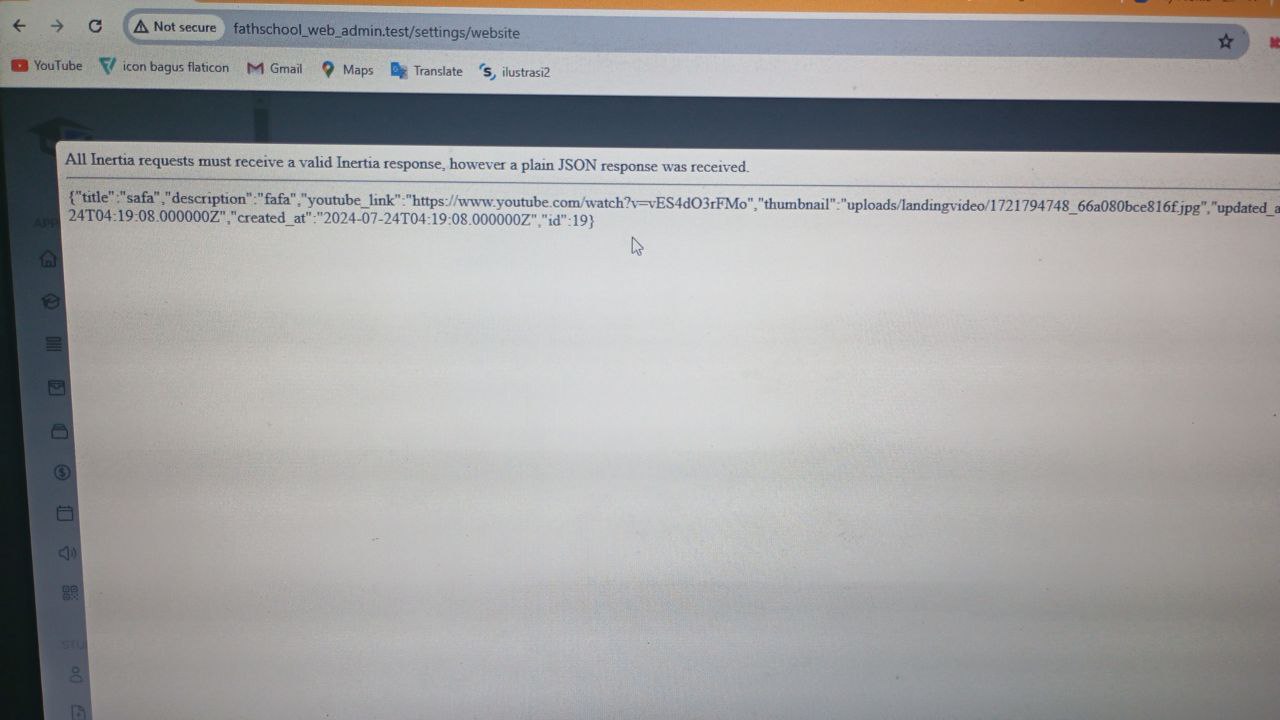 Not secure
fathschool_web_admin.test/settings/website
YouTube
icon bagus flaticon
Gmail
Maps
Translate
ilustrasi2
All Inertia requests must receive a valid Inertia response, however a plain JSON response was received.
{"title":"safa","description":"fafa","youtube_link":"https://www.youtube.com/watch?v=vES4dO3rFMo","thumbnail":"uploads/landingvideo/1721794748_66a080bce816f.jpg","updated_a
24T04:19:08.000000Z","created_at":"2024-07-24T04:19:08.000000Z","id":19}
STU